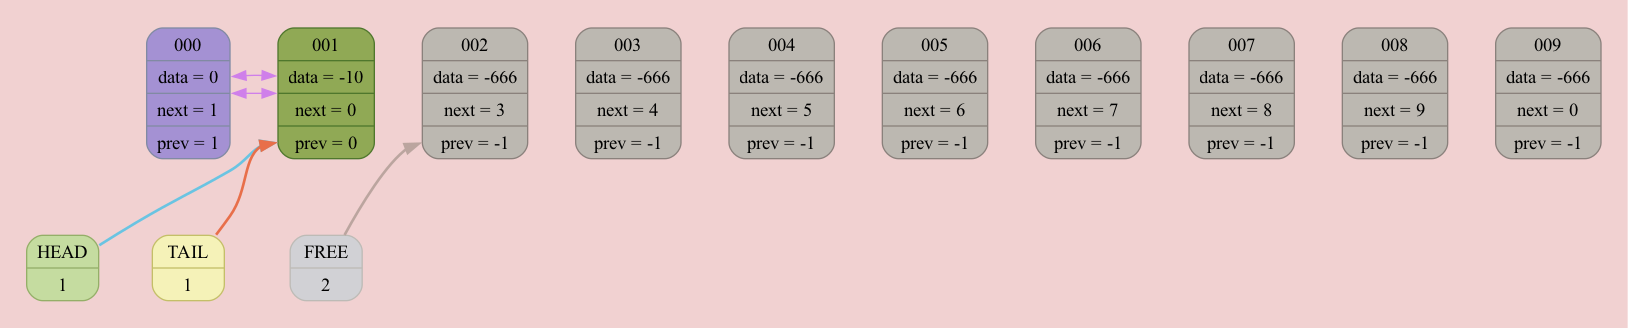 000
data = 0
next = 1
prev = 1
001
data = -10
next = 0
prev = 0
002
data = -666
next = 3
prev = -1
003
data = -666
next = 4
prev = -1
004
data = -666
next = 5
prev = -1
005
data = -666
next = 6
prev = -1
006
data = -666
next = 7
prev = -1
007
data = -666
next = 8
prev = -1
008
data = -666
next = 9
prev = -1
009
data = -666
next = 0
prev = -1
HEAD
1
TAIL
1
FREE
2